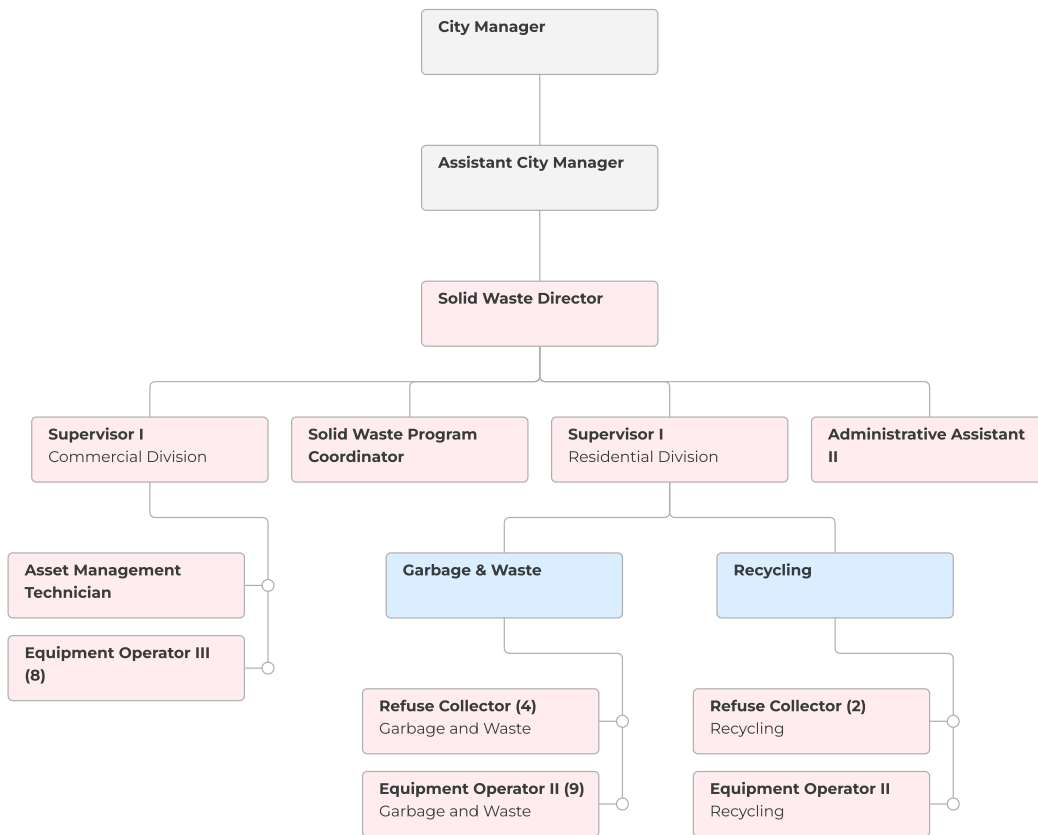 City Manager
Assistant City Manager
Solid Waste Director
Supervisor I
Commercial Division
Solid Waste Program
Coordinator
Supervisor I
Residential Division
Administrative Assistant
II
Asset Management
Technician
Equipment Operator III
(8)
Garbage & Waste
Recycling
Refuse Collector (4)
Garbage and Waste
Equipment Operator II (9)
Garbage and Waste
Refuse Collector (2)
Recycling
Equipment Operator II
Recycling